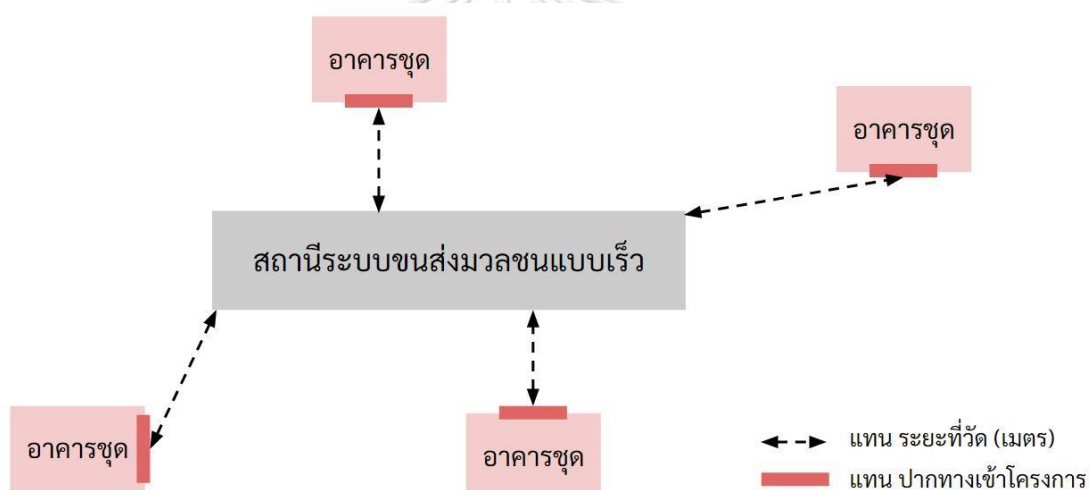 อาคารชุด
อาคารชุด
สถานีระบบขนส่งมวลชนแบบเร็ว
อาคารชุด
อาคารชุด
แทน ระยะที่วัด (เมตร)
แทน ปากทางเข้าโครงการ